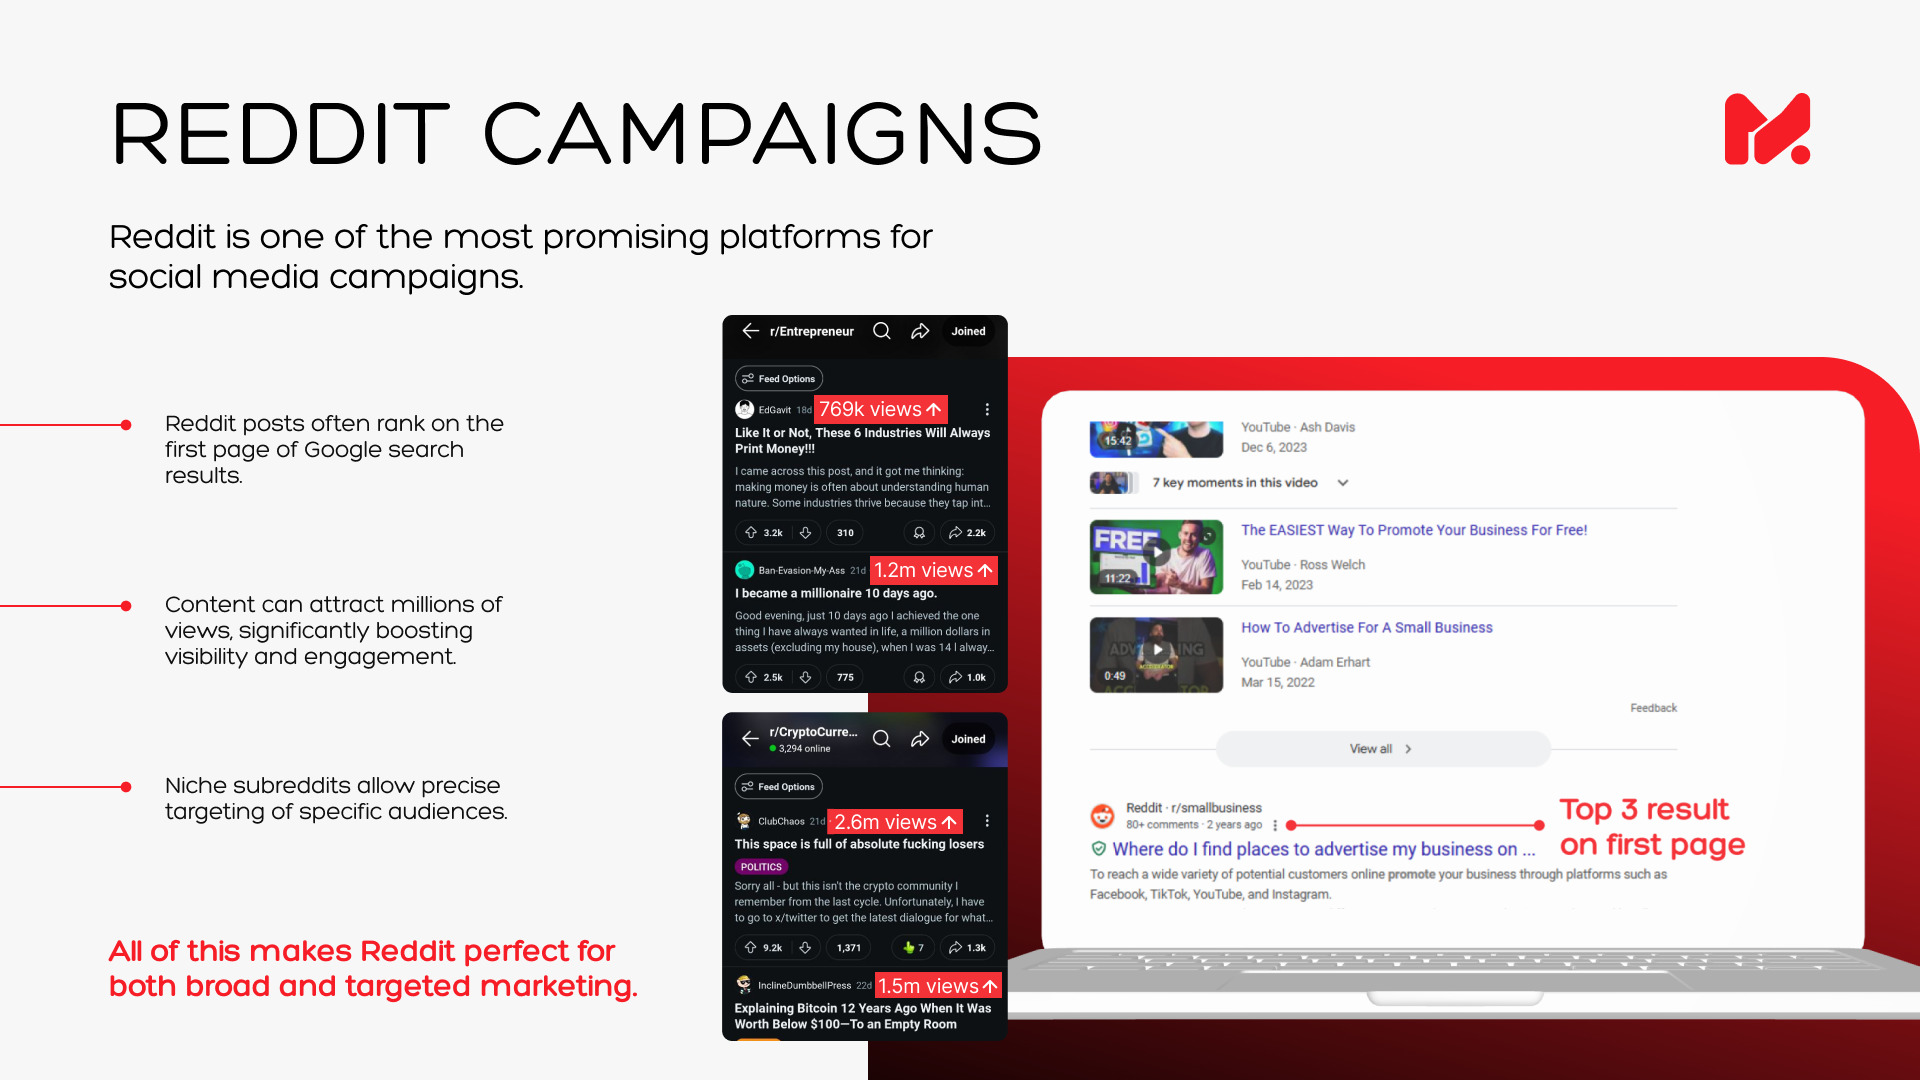 REDDIT CAMPAIGNS
Reddit is one of the most promising platforms for
social media campaigns.
Reddit posts often rank on the
first page of Google search
results.
Content can attract millions of
views, significantly boosting
visibility and engagement.
Niche subreddits allow precise
targeting of specific audiences.
All of this makes Reddit perfect for
both broad and targeted marketing.
r/Entrepreneur
Joined
Feed Options
EdGavit 18d
769k views
Like It or Not, These 6 Industries Will Always
Print Money!!!
I came across this post, and it got me thinking:
making money is often about understanding human
nature. Some industries thrive because they tap int...
3.2k 310 2.2k
Ban-Evasion-My-Ass 21d
1.2m views
I became a millionaire 10 days ago.
Good evening, just 10 days ago I achieved the one
thing I have always wanted in life, a million dollars in
assets (excluding my house), when I was 14 I alway...
2.5k 775 1.0k
r/CryptoCurre...
3,294 online
Joined
Feed Options
ClubChaos 21d
2.6m views
This space is full of absolute fucking losers
POLITICS
Sorry all - but this isn't the crypto community I
remember from the last cycle. Unfortunately, I have
to go to x/twitter to get the latest dialogue for what...
9.2k 1,371 7 1.3k
InclineDumbbellPress 22d
1.5m views
Explaining Bitcoin 12 Years Ago When It Was
Worth Below $100—To an Empty Room
15:42
YouTube · Ash Davis
Dec 6, 2023
7 key moments in this video
FREE
11:22
The EASIEST Way To Promote Your Business For Free!
YouTube · Ross Welch
Feb 14, 2023
0:49
How To Advertise For A Small Business
YouTube · Adam Erhart
Mar 15, 2022
Feedback
View all
Reddit · r/smallbusiness
80+ comments · 2 years ago
Where do I find places to advertise my business on ...
To reach a wide variety of potential customers online promote your business through platforms such as
Facebook, TikTok, YouTube, and Instagram.
Top 3 result
on first page